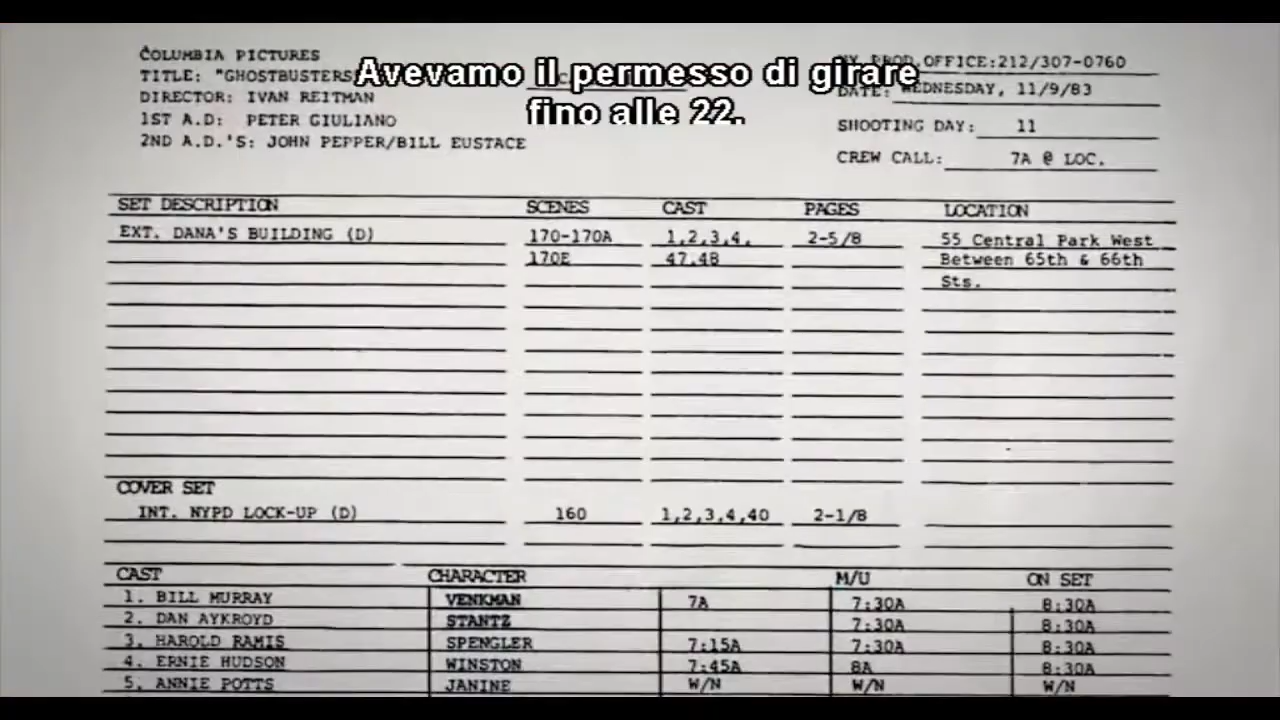 Avevamo il permesso di girare
fino alle 22.
COLUMBIA PICTURES
TITLE: "GHOSTBUSTERS
DIRECTOR: IVAN REITMAN
1ST A.D: PETER GIULIANO
2ND A.D.'S: JOHN PEPPER/BILL EUSTACE
PROD.OFFICE:212/307-0760
DATE: WEDNESDAY, 11/9/83
SHOOTING DAY: 11
CREW CALL: 7A @ LOC.
SET DESCRIPTION SCENES CAST PAGES LOCATION
EXT. DANA'S BUILDING (D) 170-170A 1,2,3,4, 2-5/8 55 Central Park West
170E 47,48 Between 65th & 66th
Sts.
COVER SET
INT. NYPD LOCK-UP (D) 160 1,2,3,4,40 2-1/8
CAST CHARACTER M/U ON SET
1. BILL MURRAY VENKMAN 7A 7:30A 8:30A
2. DAN AYKROYD STANTZ 7:30A 8:30A
3. HAROLD RAMIS SPENGLER 7:15A 7:30A 8:30A
4. ERNIE HUDSON WINSTON 7:45A 8A 8:30A
5. ANNIE POTTS JANINE W/N W/N W/N